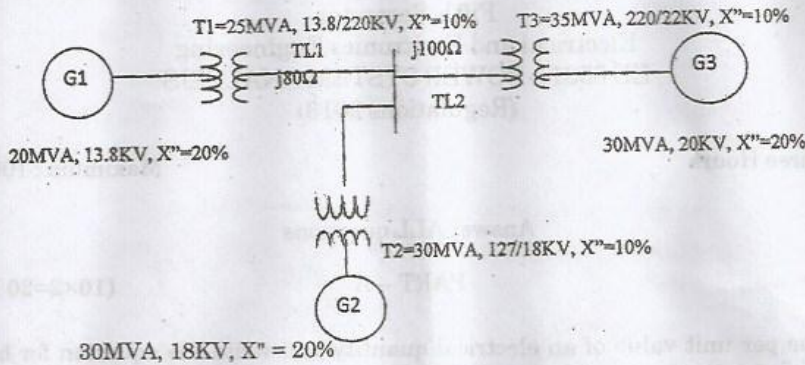 T1=25MVA, 13.8/220KV, X"=10%
T3=35MVA, 220/22KV, X"=10%
TL1
j100Ω
G1
j80Ω
G3
TL2
20MVA, 13.8KV, X"=20%
30MVA, 20KV, X"=20%
T2=30MVA, 127/18KV, X"=10%
G2
30MVA, 18KV, X" = 20%